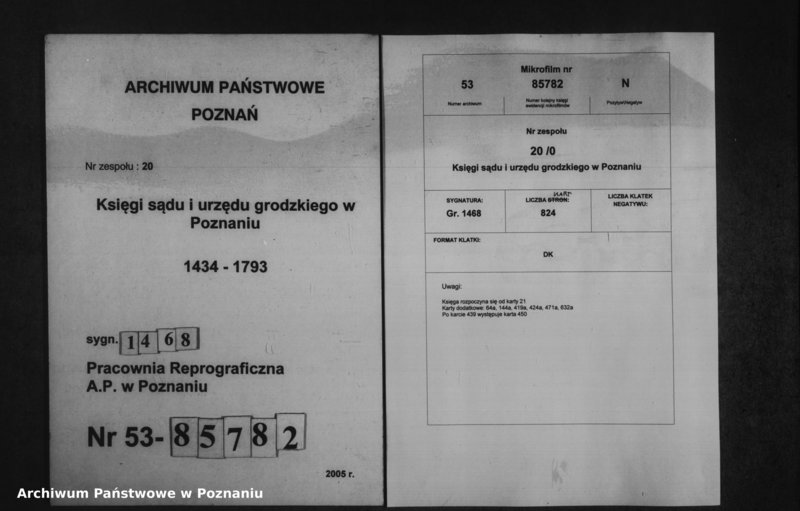 ARCHIWUM PAŃSTWOWE
POZNAŃ
Nr zespołu : 20
Księgi sądu i urzędu grodzkiego w
Poznaniu
1434 - 1793
sygn. 1468
Pracownia Reprograficzna
A.P. w Poznaniu
Nr 53-85782
2005 r.
Mikrofilm nr
53 85782 N
Numer archiwum Numer kolejny księgi ewidencji mikrofilmów Pozytyw/Negatyw
Nr zespołu
20 /0
Księgi sądu i urzędu grodzkiego w Poznaniu
KART
SYGNATURA: LICZBA STRON: LICZBA KLATEK
NEGATYWU:
Gr. 1468 824
FORMAT KLATKI:
DK
Uwagi:
Księga rozpoczyna się od karty 21
Karty dodatkowe: 64a, 144a, 419a, 424a, 471a, 632a
Po karcie 439 występuje karta 450
Archiwum Państwowe w Poznaniu